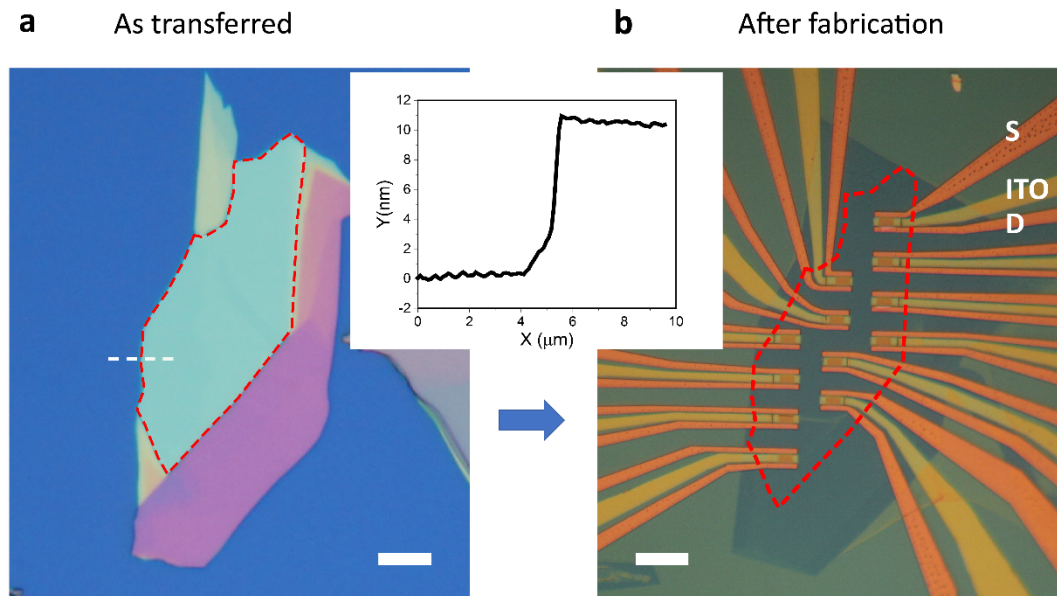 a As transferred
b After fabrication
12
10
8
6
4
2
0
-2
Y(nm)
0 2 4 6 8 10
X (μm)
S
ITO
D